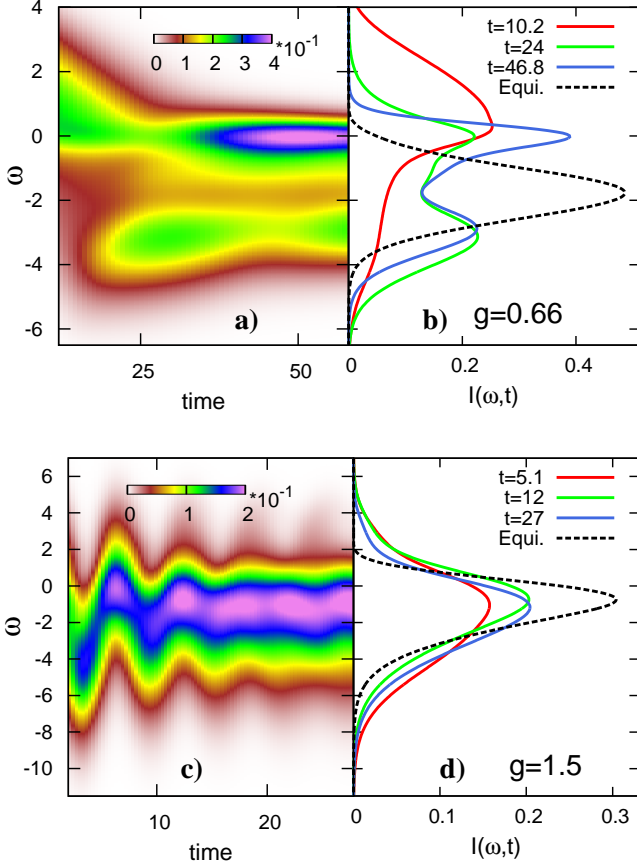 4
2
0
-2
-4
-6
ω
0 1 2 3 4 *10⁻¹
a)
25 50
time
t=10.2
t=24
t=46.8
Equi.
b) g=0.66
0 0.2 0.4
I(ω,t)
6
4
2
0
-2
-4
-6
-8
-10
ω
0 1 2 *10⁻¹
c)
10 20
time
t=5.1
t=12
t=27
Equi.
d) g=1.5
0 0.1 0.2 0.3
I(ω,t)